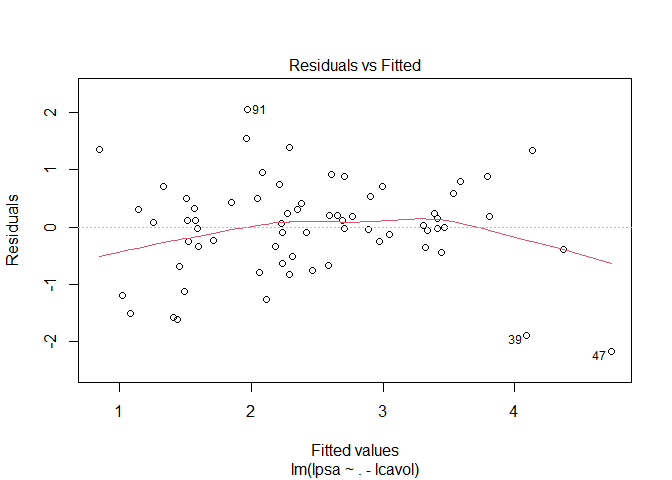 Residuals vs Fitted
Residuals
2
1
0
-1
-2
91
39
47
1 2 3 4
Fitted values
lm(lpsa ~ . - lcavol)